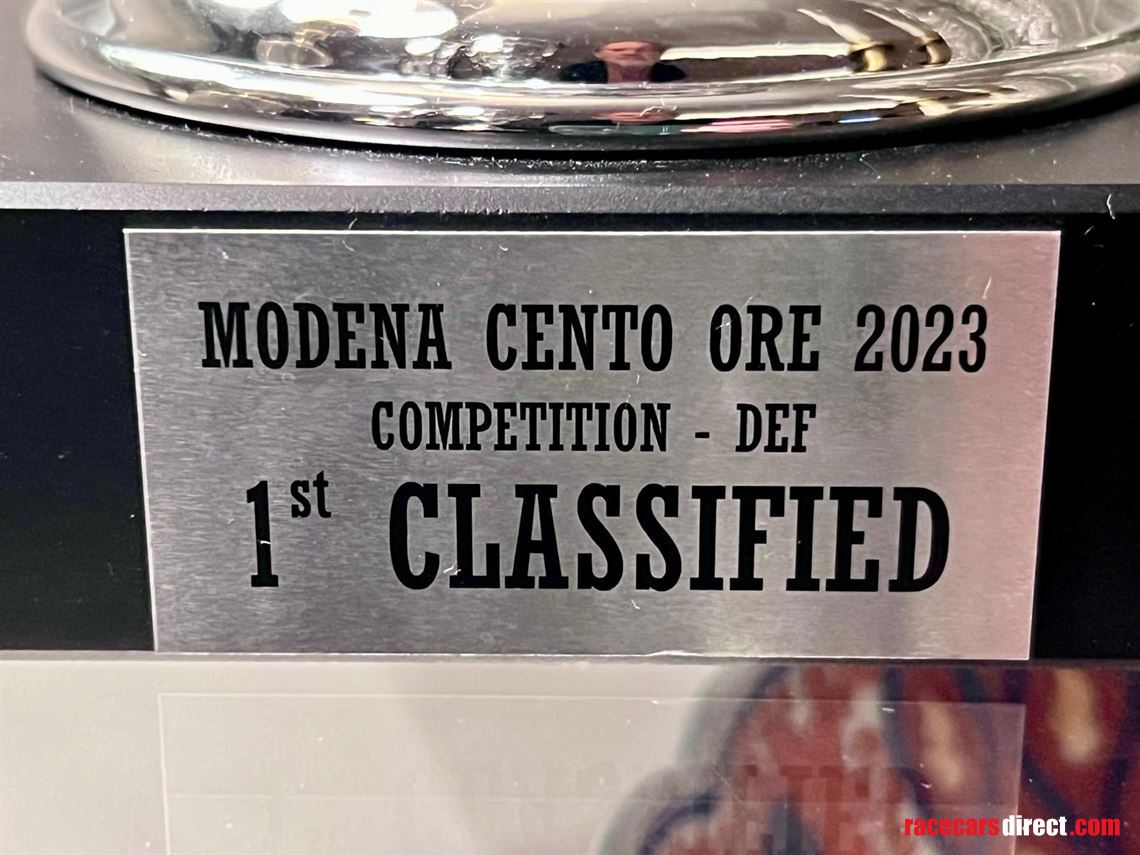 MODENA CENTO ORE 2023
COMPETITION - DEF
1st CLASSIFIED
racecarsdirect.com